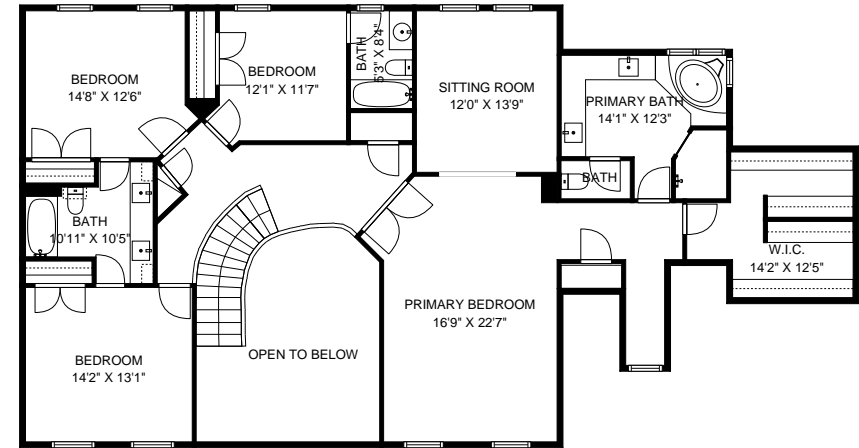 BEDROOM
14'8" X 12'6"
BEDROOM
12'1" X 11'7"
BATH
5'3" X 8'4"
SITTING ROOM
12'0" X 13'9"
PRIMARY BATH
14'1" X 12'3"
BATH
BATH
10'11" X 10'5"
W.I.C.
14'2" X 12'5"
PRIMARY BEDROOM
16'9" X 22'7"
OPEN TO BELOW
BEDROOM
14'2" X 13'1"